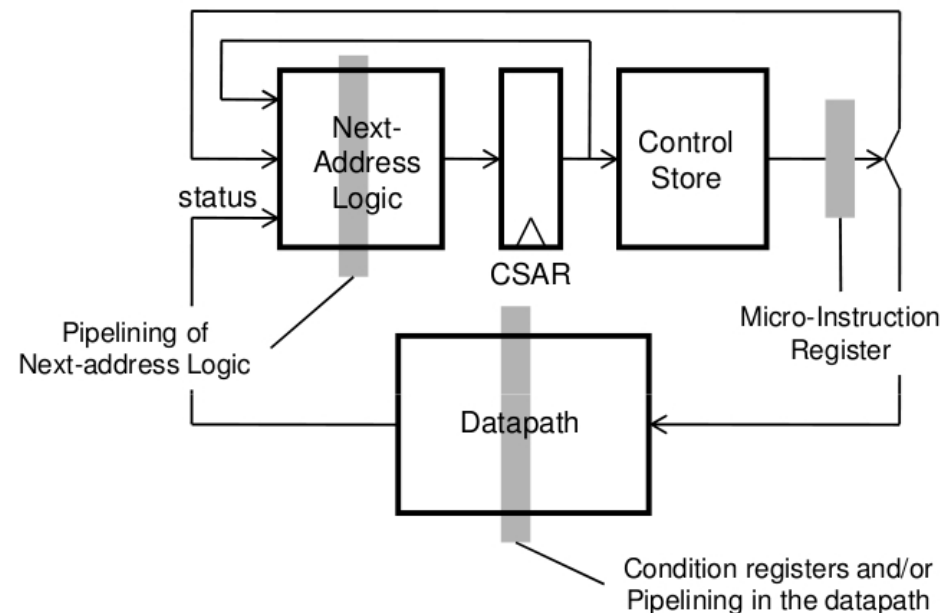 Next-
Address
Logic
Control
Store
status
CSAR
Pipelining of
Next-address Logic
Micro-Instruction
Register
Datapath
Condition registers and/or
Pipelining in the datapath